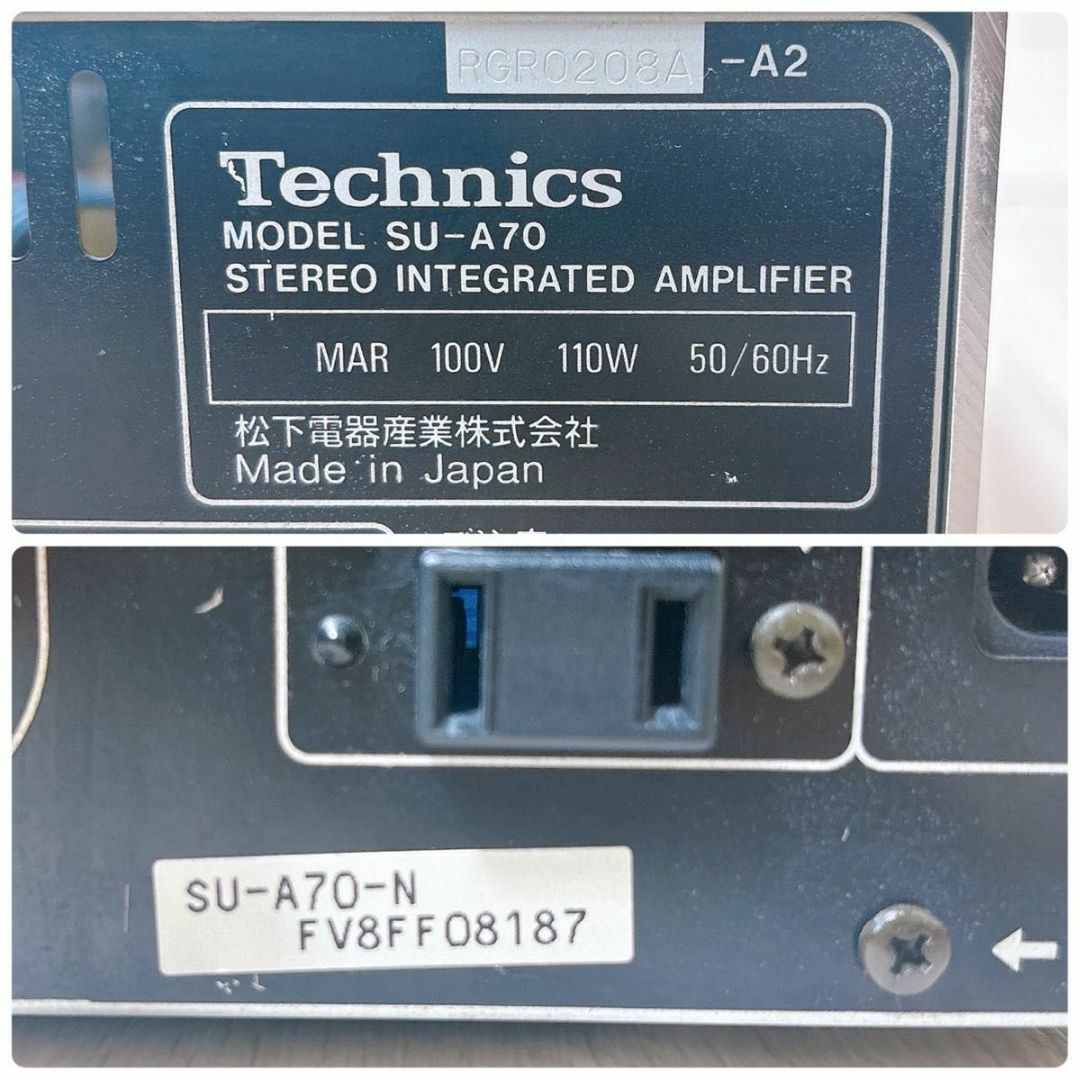 RGR0208A -A2
Technics
MODEL SU-A70
STEREO INTEGRATED AMPLIFIER
MAR 100V 110W 50/60Hz
松下電器産業株式会社
Made in Japan
SU-A70-N
FV8FF08187